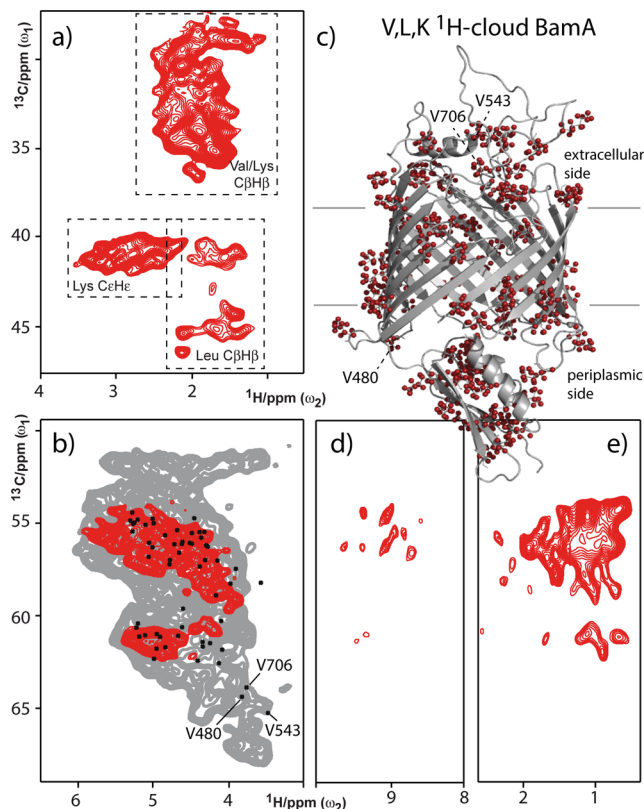 a)
¹³C/ppm (ω₁)
35
40
45
Val/Lys
CβHβ
Lys CεHε
Leu CβHβ
4
3
2
1
¹H/ppm (ω₂)
c)
V,L,K ¹H-cloud BamA
V543
V706
extracellular
side
V480
periplasmic
side
b)
¹³C/ppm (ω₁)
55
60
65
V706
V480
V543
6
5
4
¹H/ppm (ω₂)
d)
9
8
e)
2
1